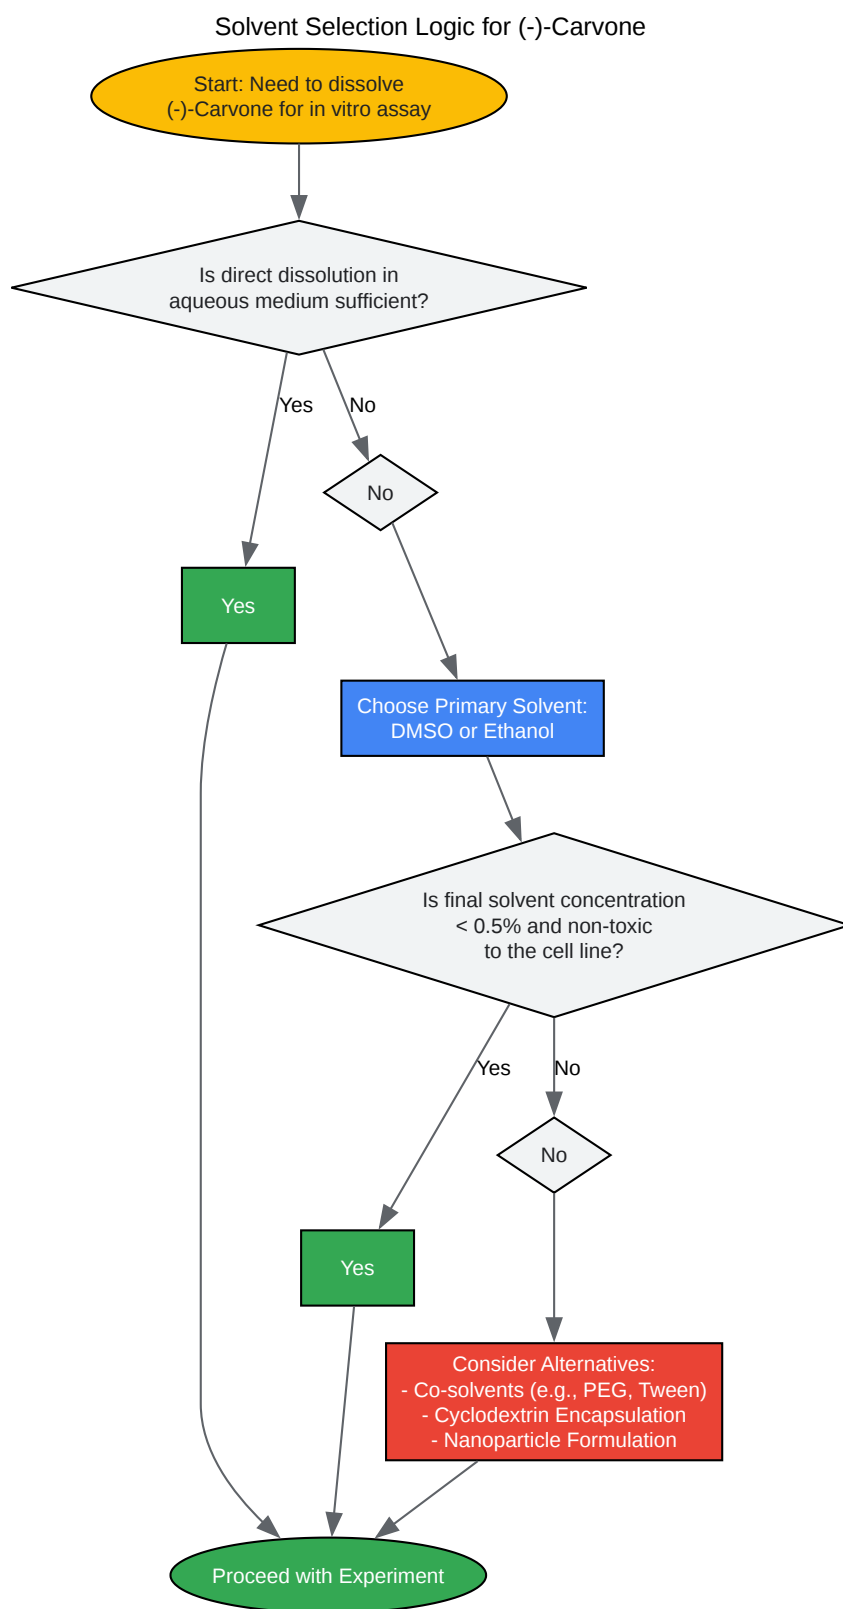 Solvent Selection Logic for (-)-Carvone
Start: Need to dissolve
(-)-Carvone for in vitro assay
Is direct dissolution in
aqueous medium sufficient?
Yes
No
No
Yes
Choose Primary Solvent:
DMSO or Ethanol
Is final solvent concentration
< 0.5% and non-toxic
to the cell line?
Yes
No
No
Yes
Consider Alternatives:
- Co-solvents (e.g., PEG, Tween)
- Cyclodextrin Encapsulation
- Nanoparticle Formulation
Proceed with Experiment